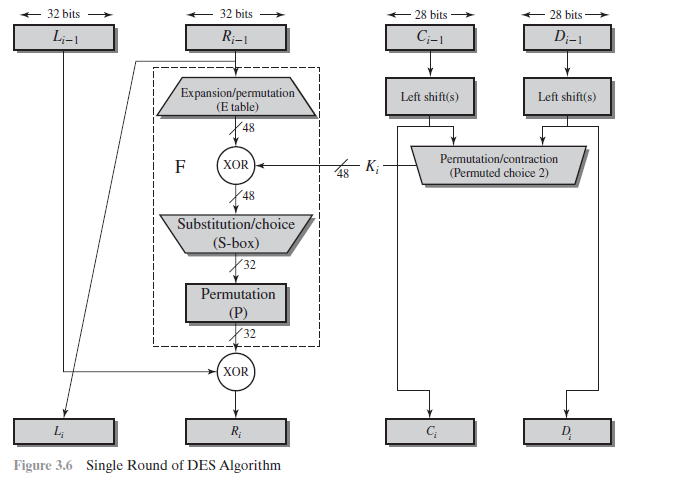 32 bits 32 bits 28 bits 28 bits
Li−1 Ri−1 Ci−1 Di−1
Expansion/permutation
(E table)
Left shift(s) Left shift(s)
48
F XOR 48 Ki
Permutation/contraction
(Permuted choice 2)
48
Substitution/choice
(S-box)
32
Permutation
(P)
32
XOR
Li Ri Ci Di
Figure 3.6 Single Round of DES Algorithm